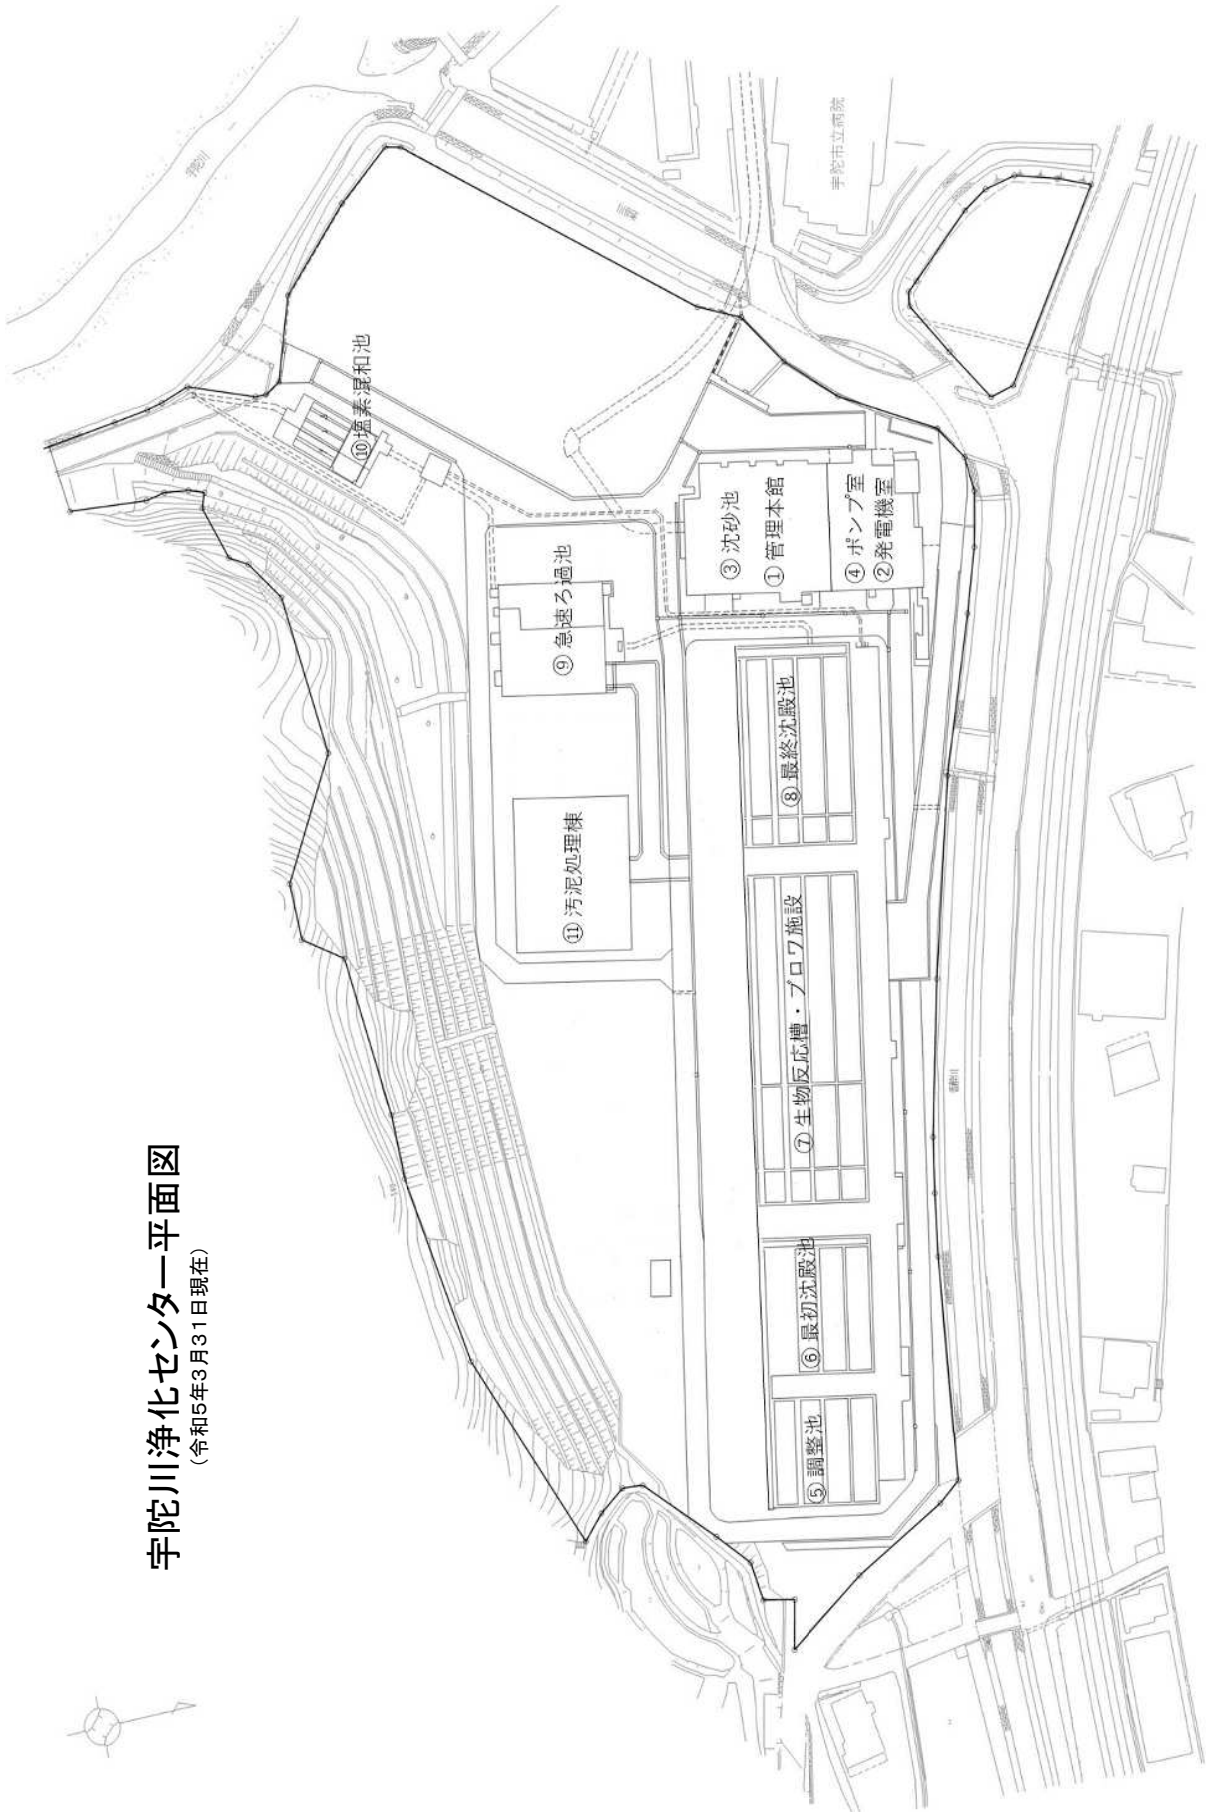 宇陀川浄化センター平面図
(令和5年3月31日現在)
宇陀川
宇陀市立病院
⑩塩素混和池
③ 沈砂池
① 管理本館
④ ポンプ室
②発電機室
⑨ 急速ろ過池
⑧ 最終沈殿池
⑪ 汚泥処理棟
⑦ 生物反応槽・ブロワ施設
⑥ 最初沈殿池
⑤ 調整池